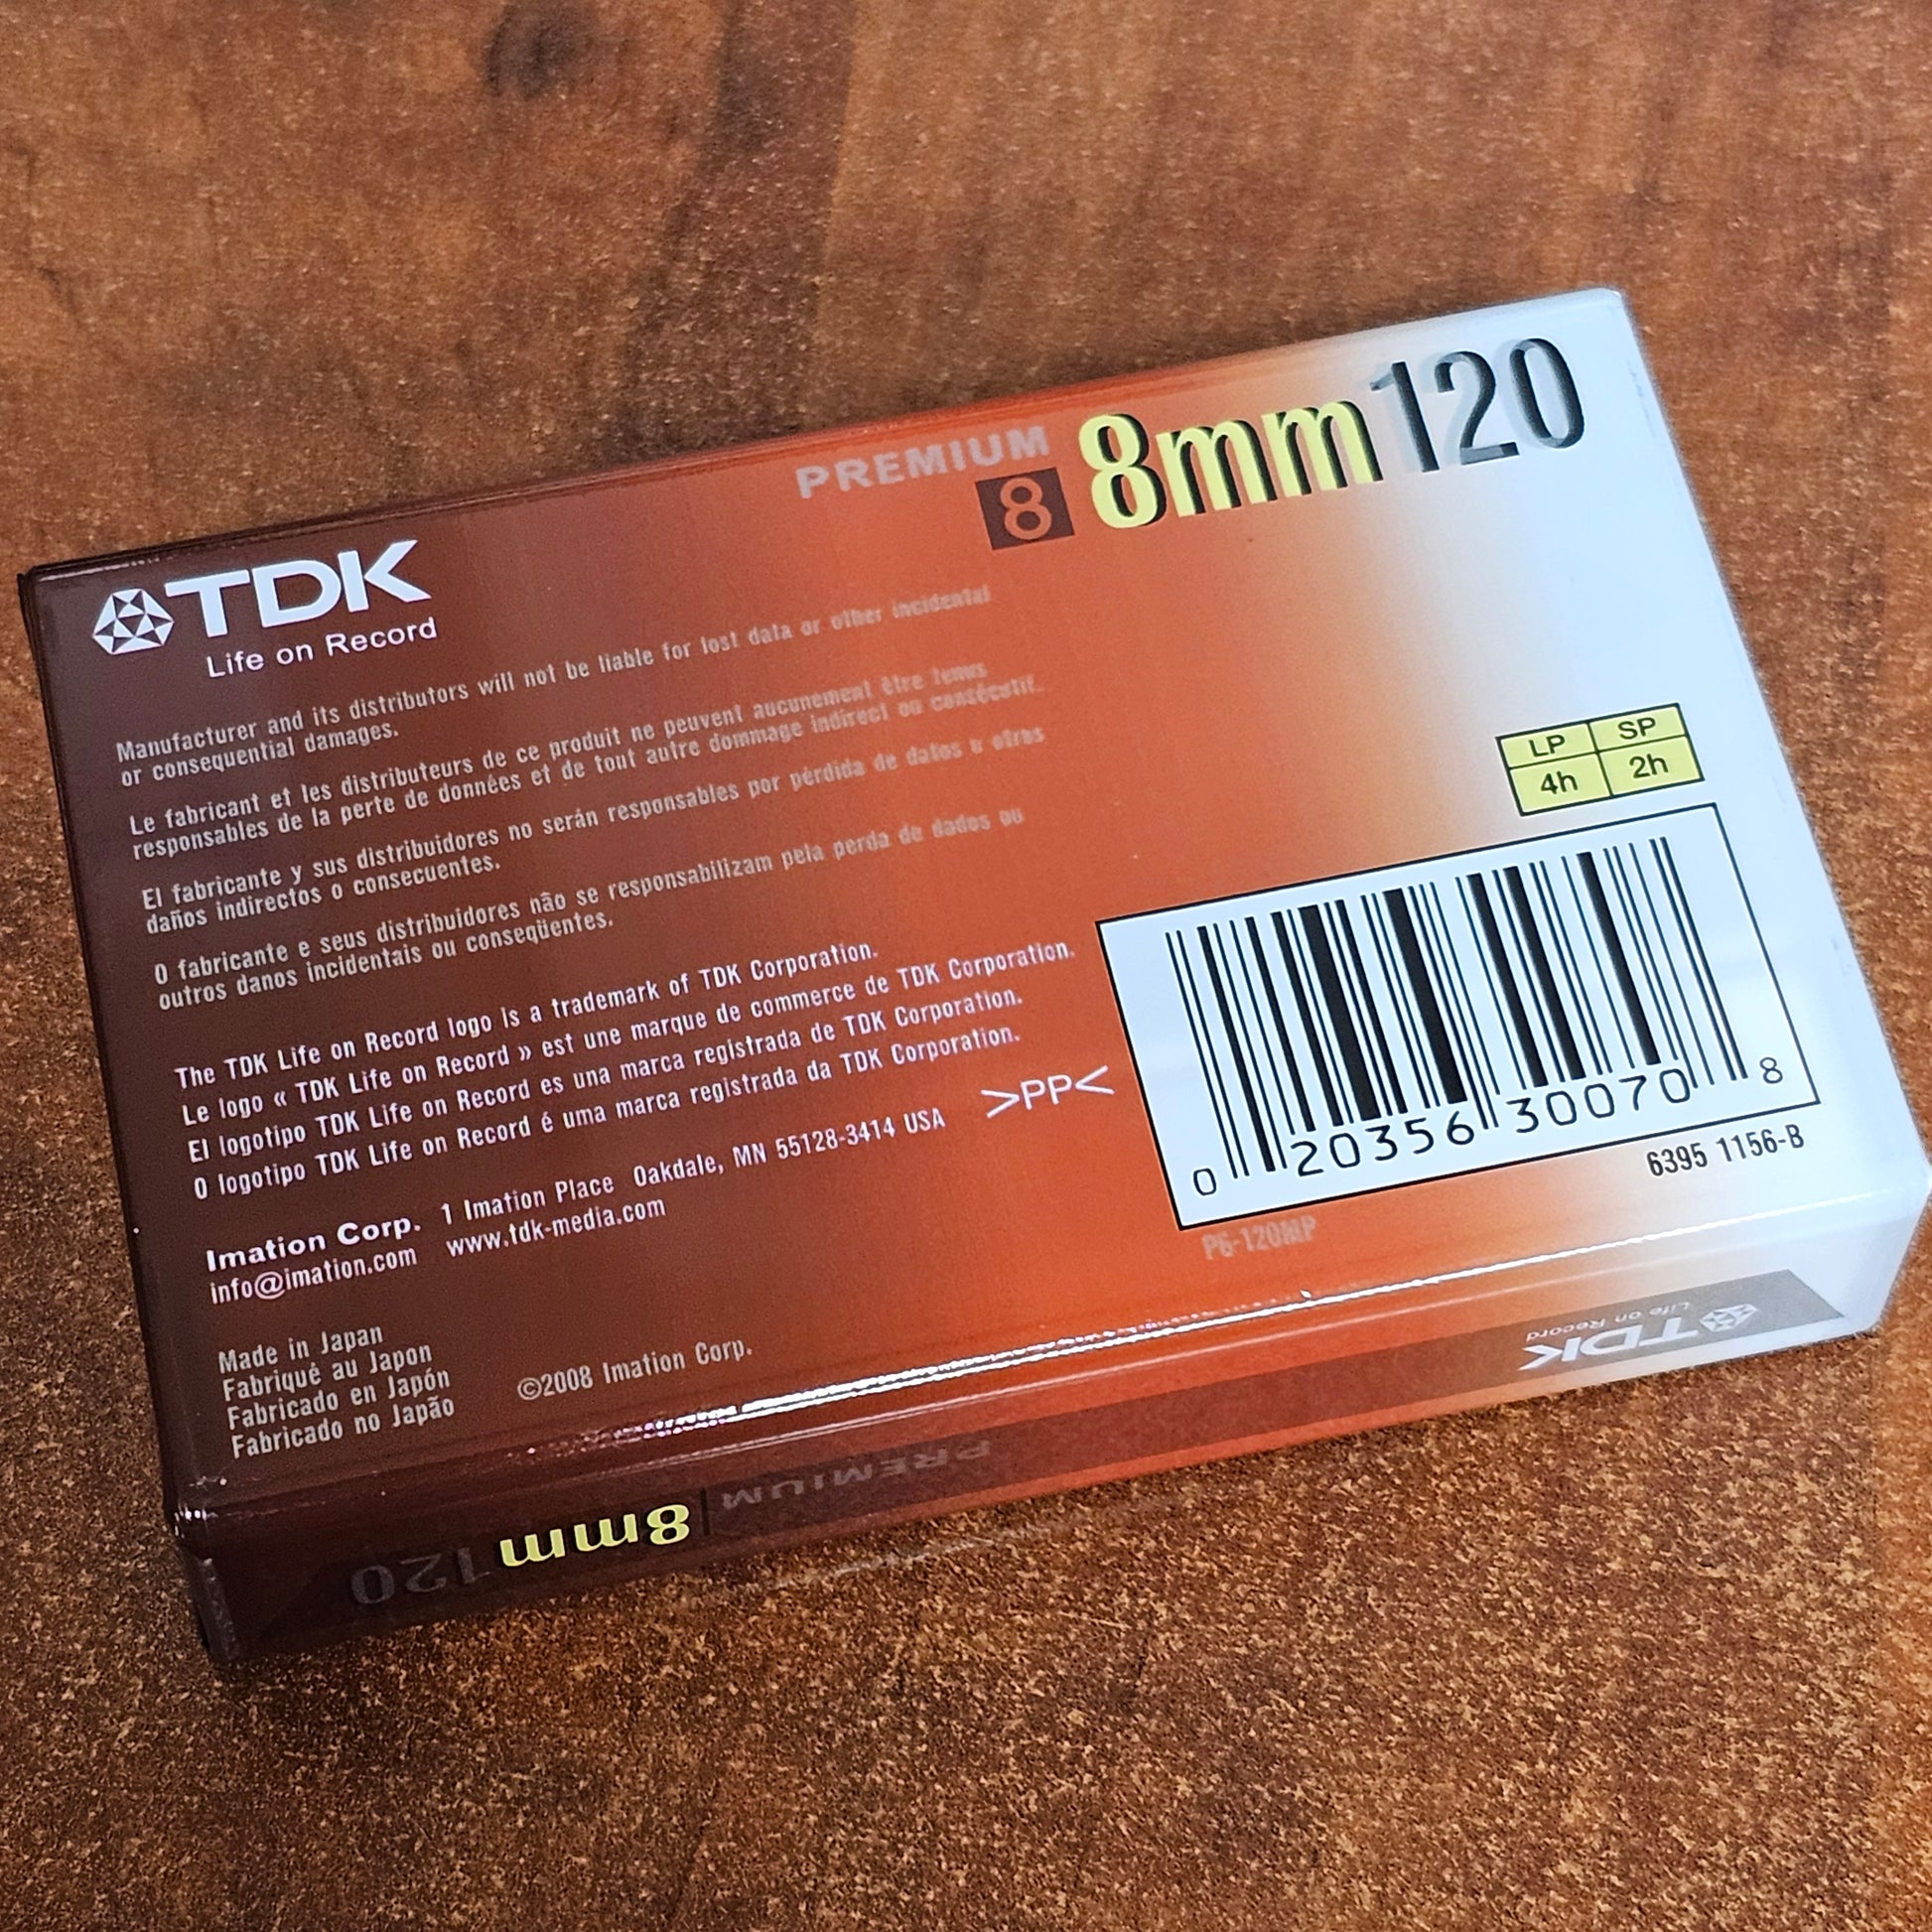 PREMIUM
8 8mm120
TDK
Life on Record
Manufacturer and its distributors will not be liable for lost data or other incidental
or consequential damages.
Le fabricant et les distributeurs de ce produit ne peuvent aucunement être tenus
responsables de la perte de données et de tout autre dommage indirect ou consécutif.
El fabricante y sus distribuidores no serán responsables por pérdida de datos u otros
daños indirectos o consecuentes.
O fabricante e seus distribuidores não se responsabilizam pela perda de dados ou
outros danos incidentais ou conseqüentes.
The TDK Life on Record logo is a trademark of TDK Corporation.
Le logo « TDK Life on Record » est une marque de commerce de TDK Corporation.
El logotipo TDK Life on Record es una marca registrada de TDK Corporation.
O logotipo TDK Life on Record é uma marca registrada da TDK Corporation.
Imation Corp. 1 Imation Place Oakdale, MN 55128-3414 USA
info@imation.com www.tdk-media.com
>PP<
Made in Japan
Fabriqué au Japon
Fabricado en Japón
Fabricado no Japão
©2008 Imation Corp.
LP SP
4h 2h
0 20356 30070 8
6395 1156-B
P6-120MP
TDK
Life on Record
PREMIUM
8mm120